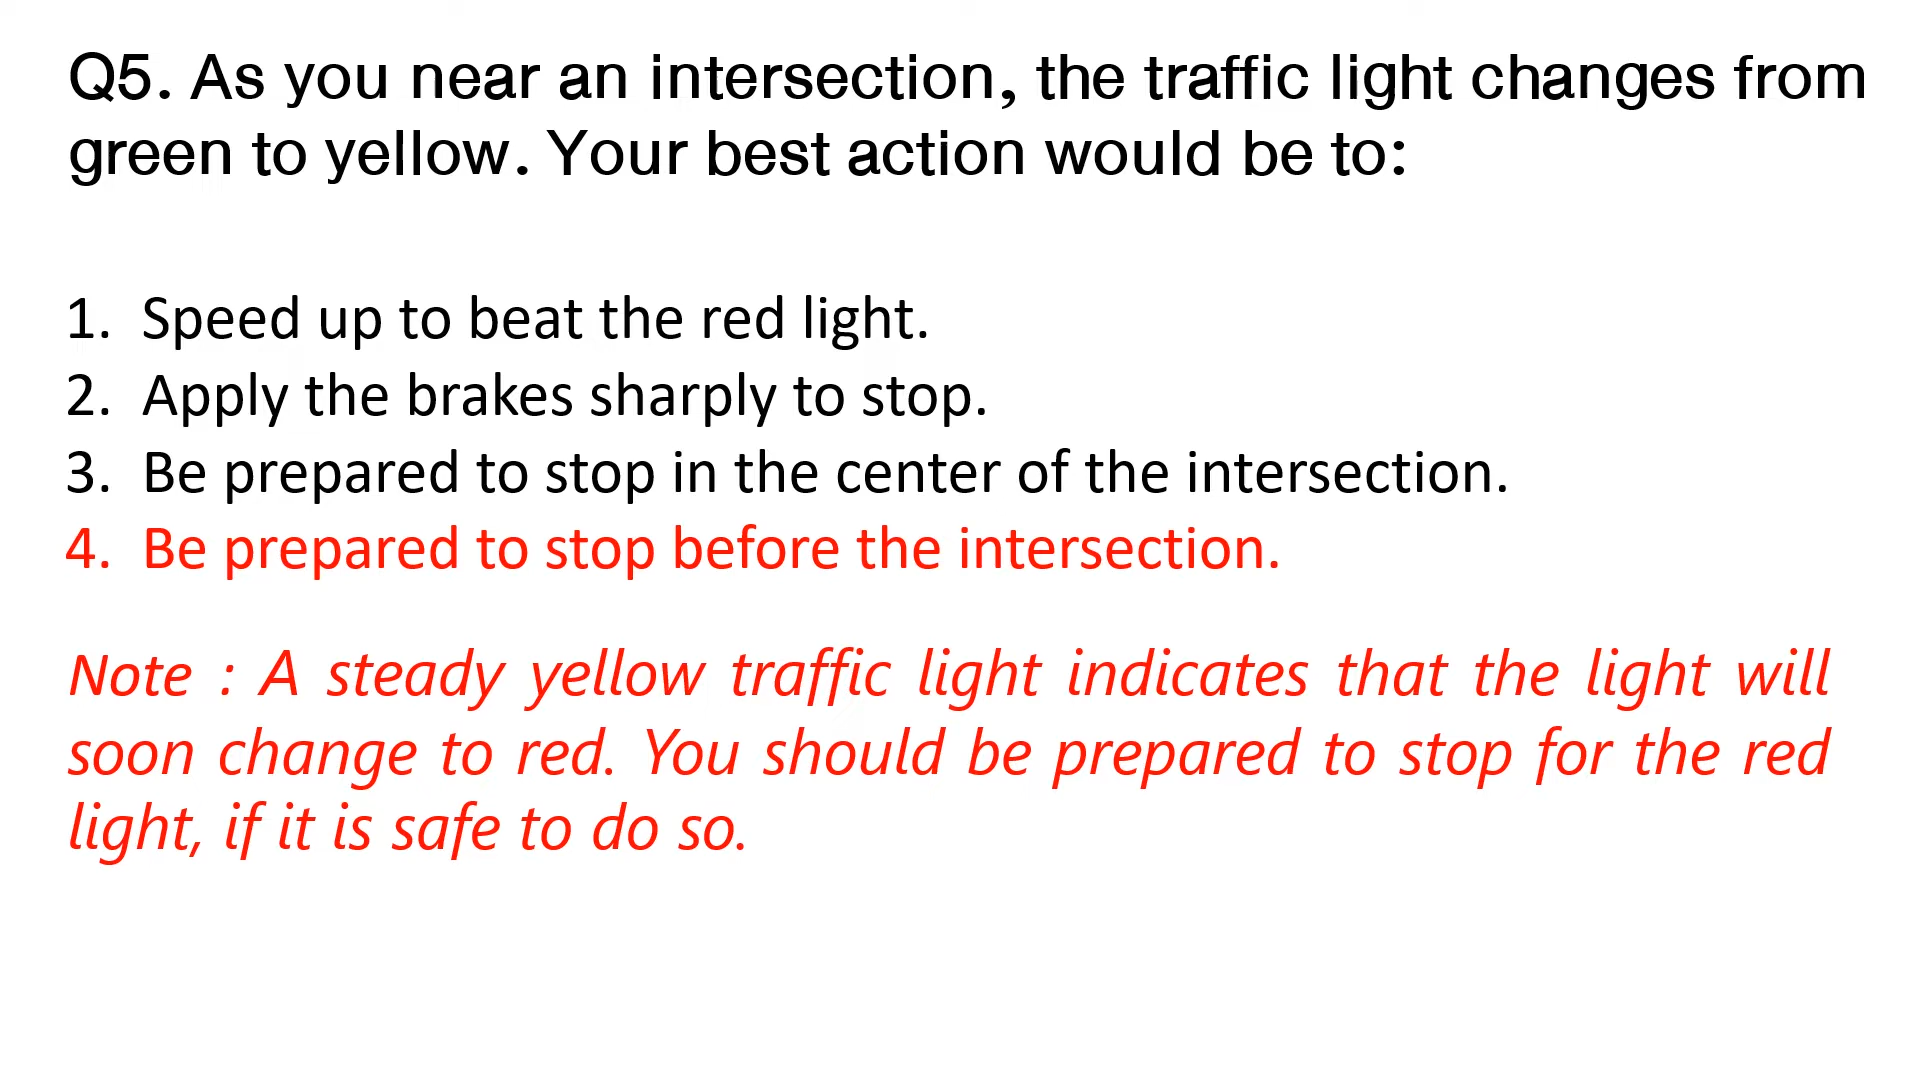 Q5. As you near an intersection, the traffic light changes from
green to yellow. Your best action would be to:
1. Speed up to beat the red light.
2. Apply the brakes sharply to stop.
3. Be prepared to stop in the center of the intersection.
4. Be prepared to stop before the intersection.
Note : A steady yellow traffic light indicates that the light will
soon change to red. You should be prepared to stop for the red
light, if it is safe to do so.